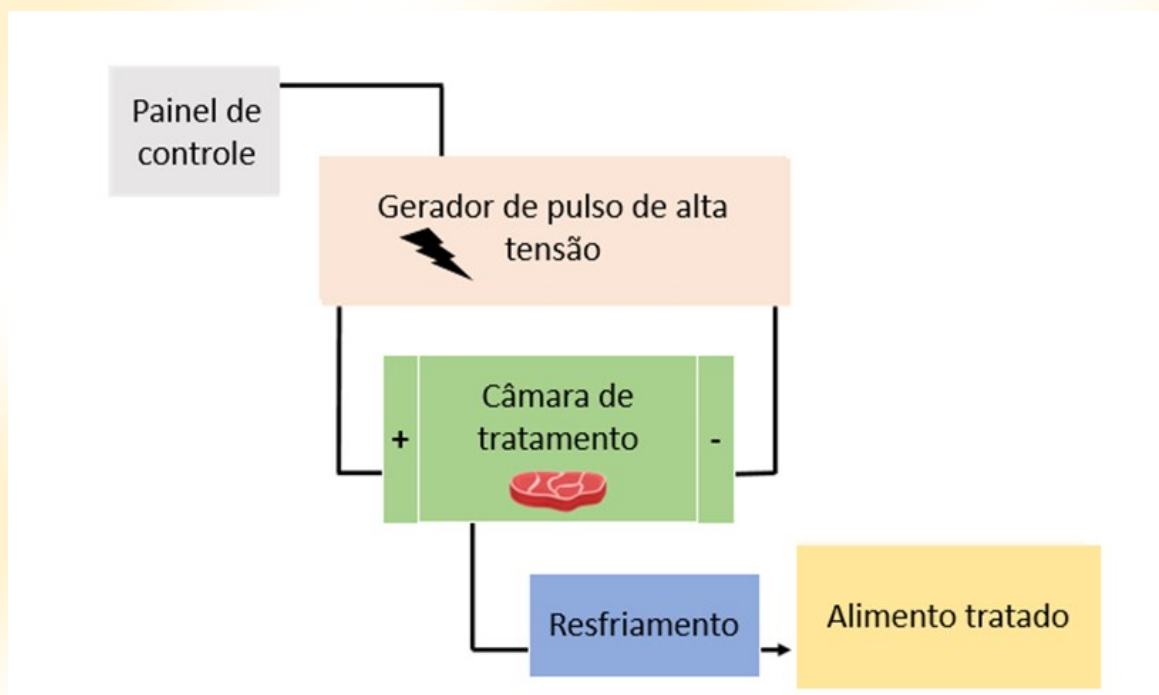 Painel de
controle
Gerador de pulso de alta
tensão
+
Câmara de
tratamento
-
Resfriamento
Alimento tratado